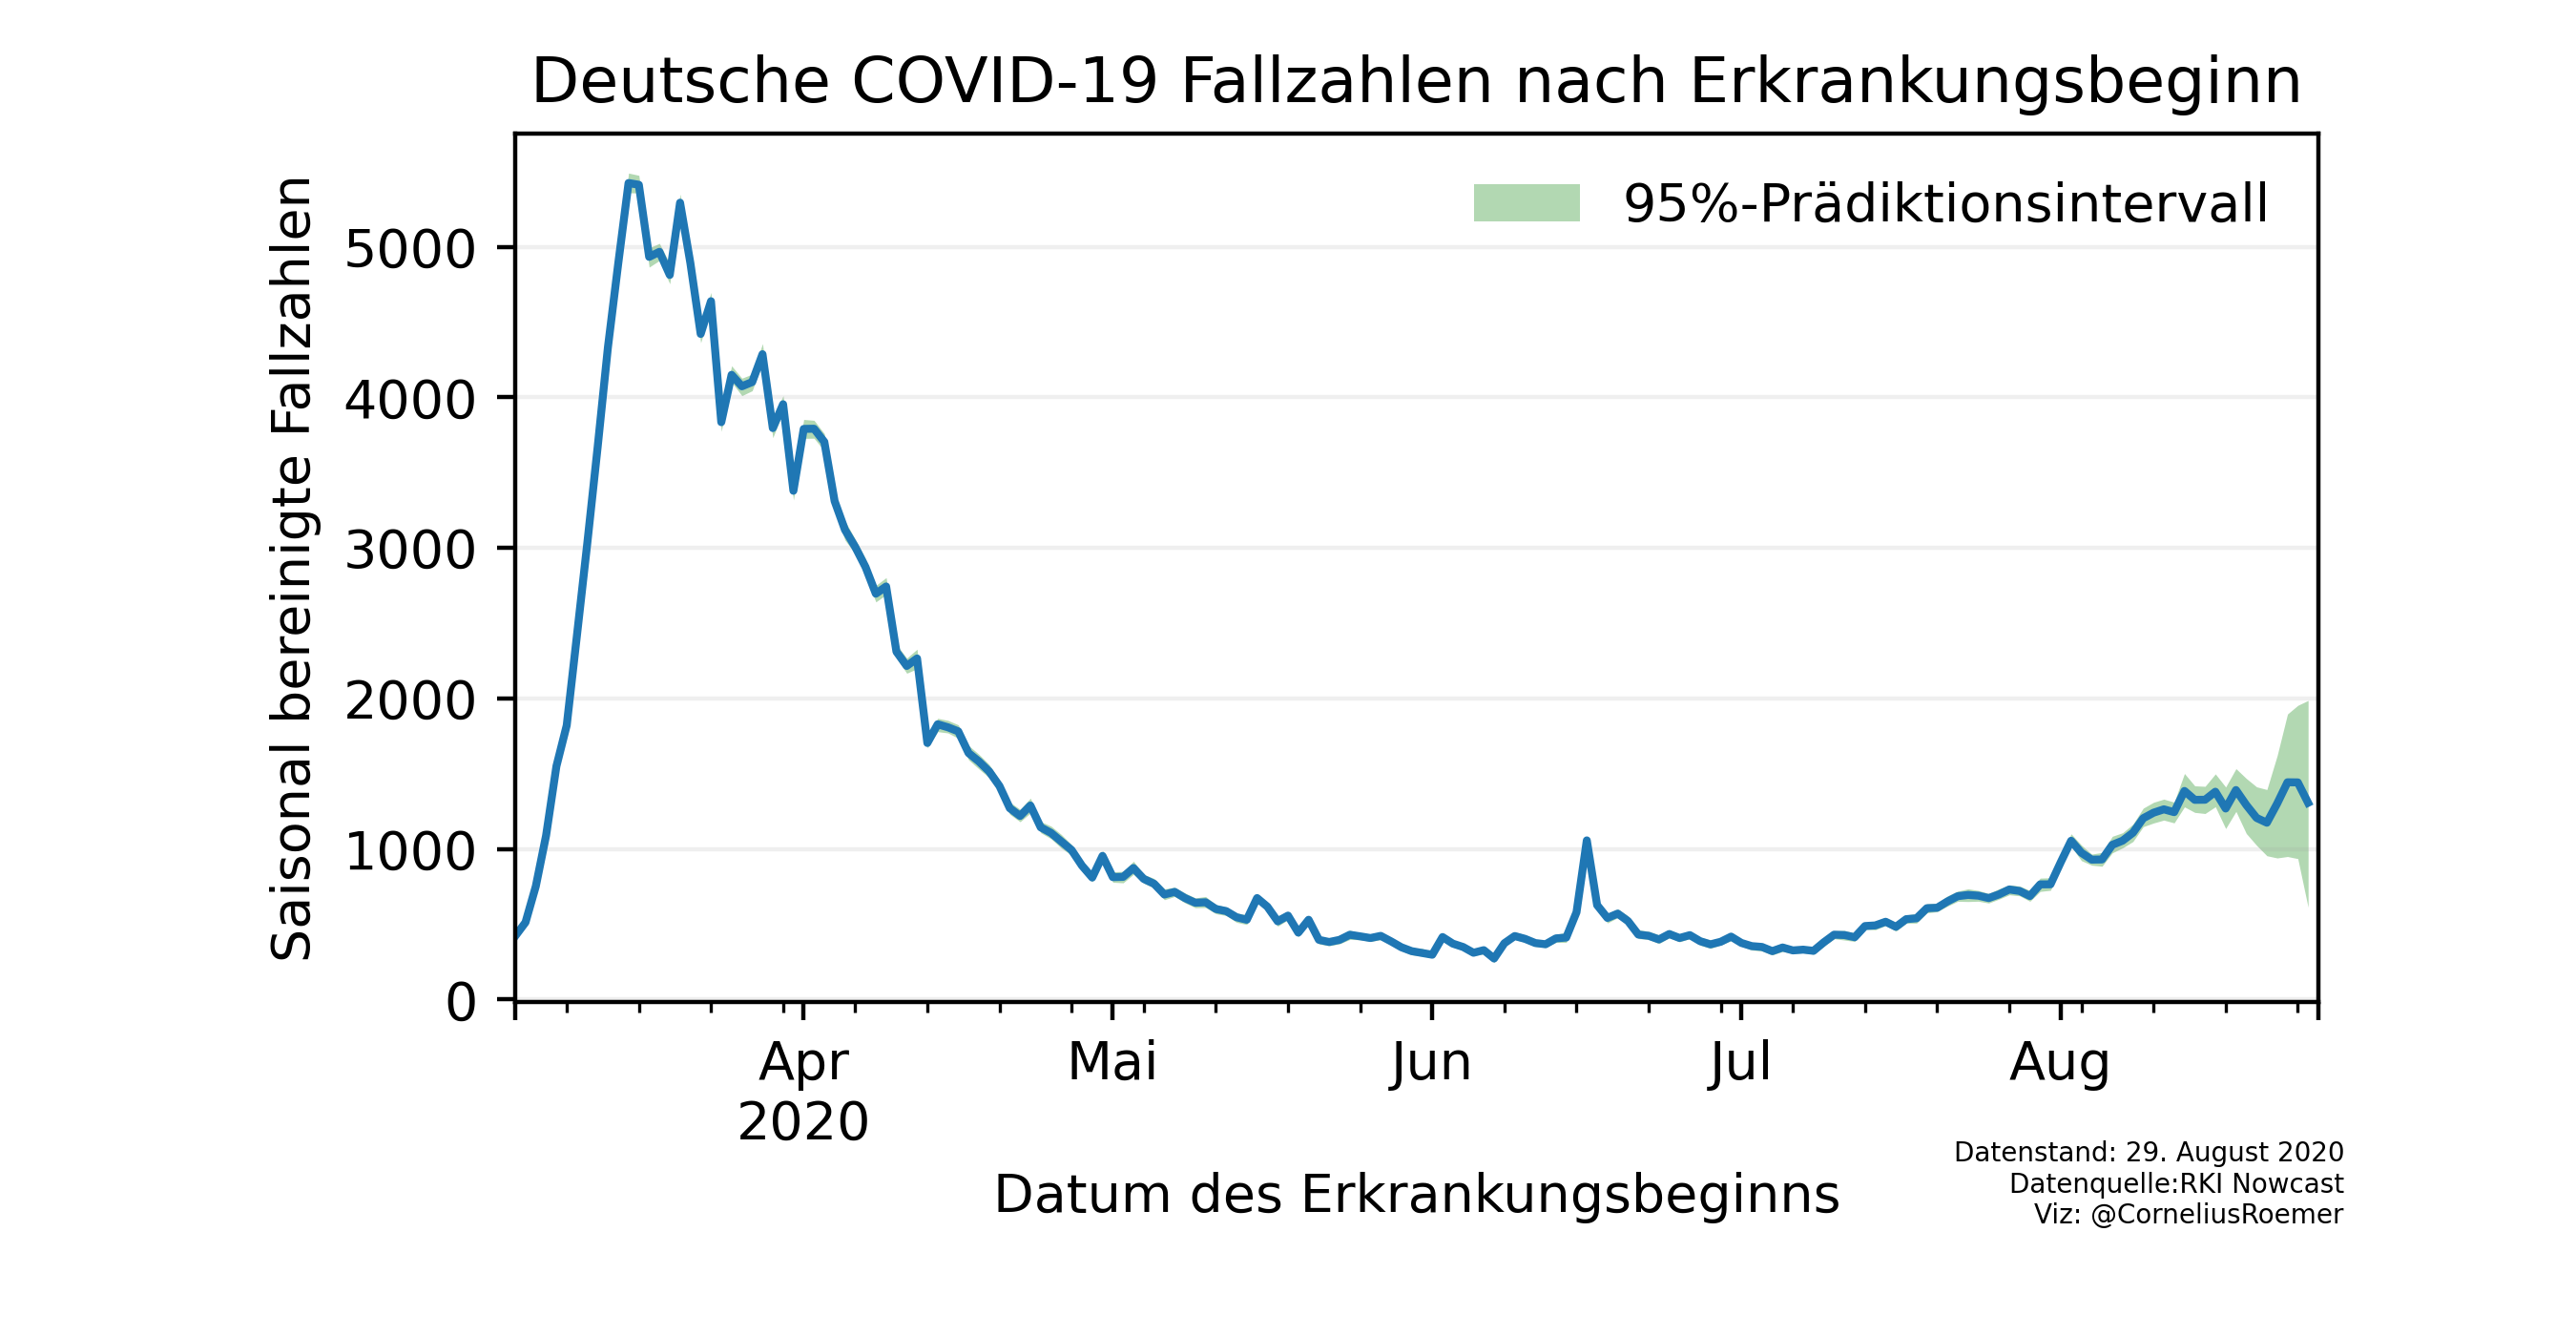 Deutsche COVID-19 Fallzahlen nach Erkrankungsbeginn
95%-Prädiktionsintervall
Saisonal bereinigte Fallzahlen
5000
4000
3000
2000
1000
0
Apr Mai Jun Jul Aug
2020
Datum des Erkrankungsbeginns
Datenstand: 29. August 2020
Datenquelle:RKI Nowcast
Viz: @CorneliusRoemer